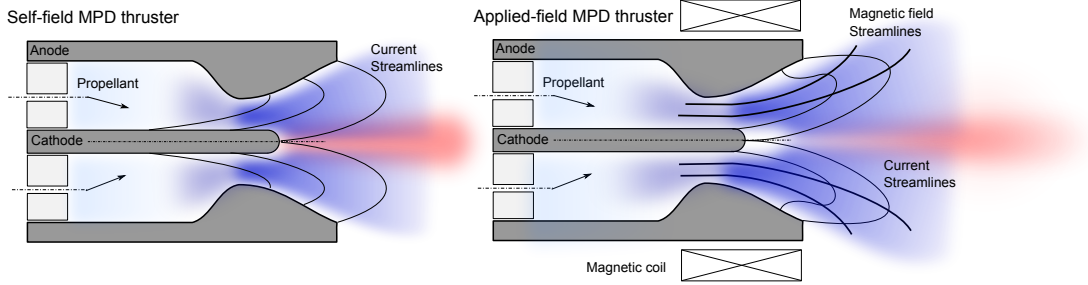 Self-field MPD thruster
Anode
Propellant
Current
Streamlines
Cathode
Applied-field MPD thruster
Magnetic field
Streamlines
Anode
Propellant
Cathode
Current
Streamlines
Magnetic coil